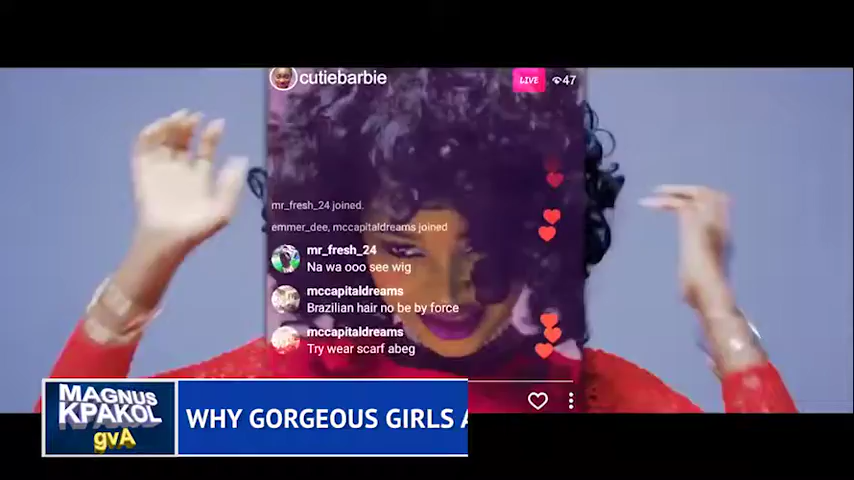 cutiebarbie
LIVE 47
mr_fresh_24 joined.
emmer_dee, mccapitaldreams joined
mr_fresh_24
Na wa ooo see wig
mccapitaldreams
Brazilian hair no be by force
mccapitaldreams
Try wear scarf abeg
MAGNUS
KPAKOL
gvA
WHY GORGEOUS GIRLS A